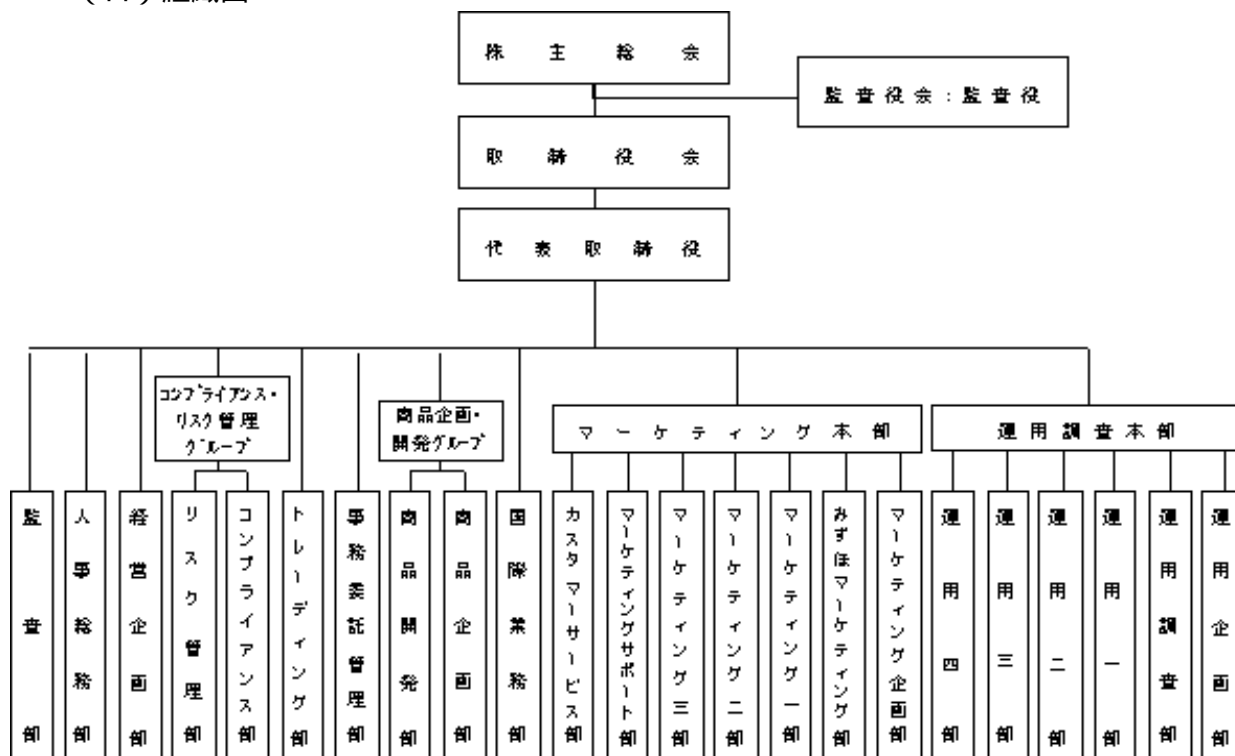 株主総会
監査役会：監査役
取締役会
代表取締役
コンプライアンス・
リスク管理
グループ
商品企画・
開発グループ
マーケティング本部
運用調査本部
監査部
人事総務部
経営企画部
リスク管理部
コンプライアンス部
トレーディング部
事務委託管理部
商品開発部
商品企画部
国際業務部
カスタマーサービス部
マーケティングサポート部
マーケティング三部
マーケティング二部
マーケティング一部
みずほマーケティング部
マーケティング企画部
運用四部
運用三部
運用二部
運用一部
運用調査部
運用企画部